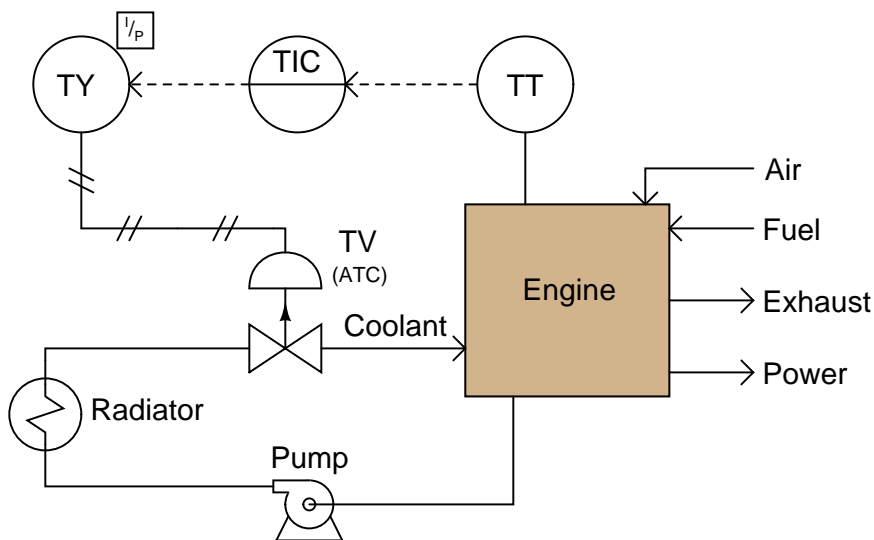 I/P
TIC
TY
TT
Air
Fuel
TV
(ATC)
Engine
Exhaust
Coolant
Power
Radiator
Pump